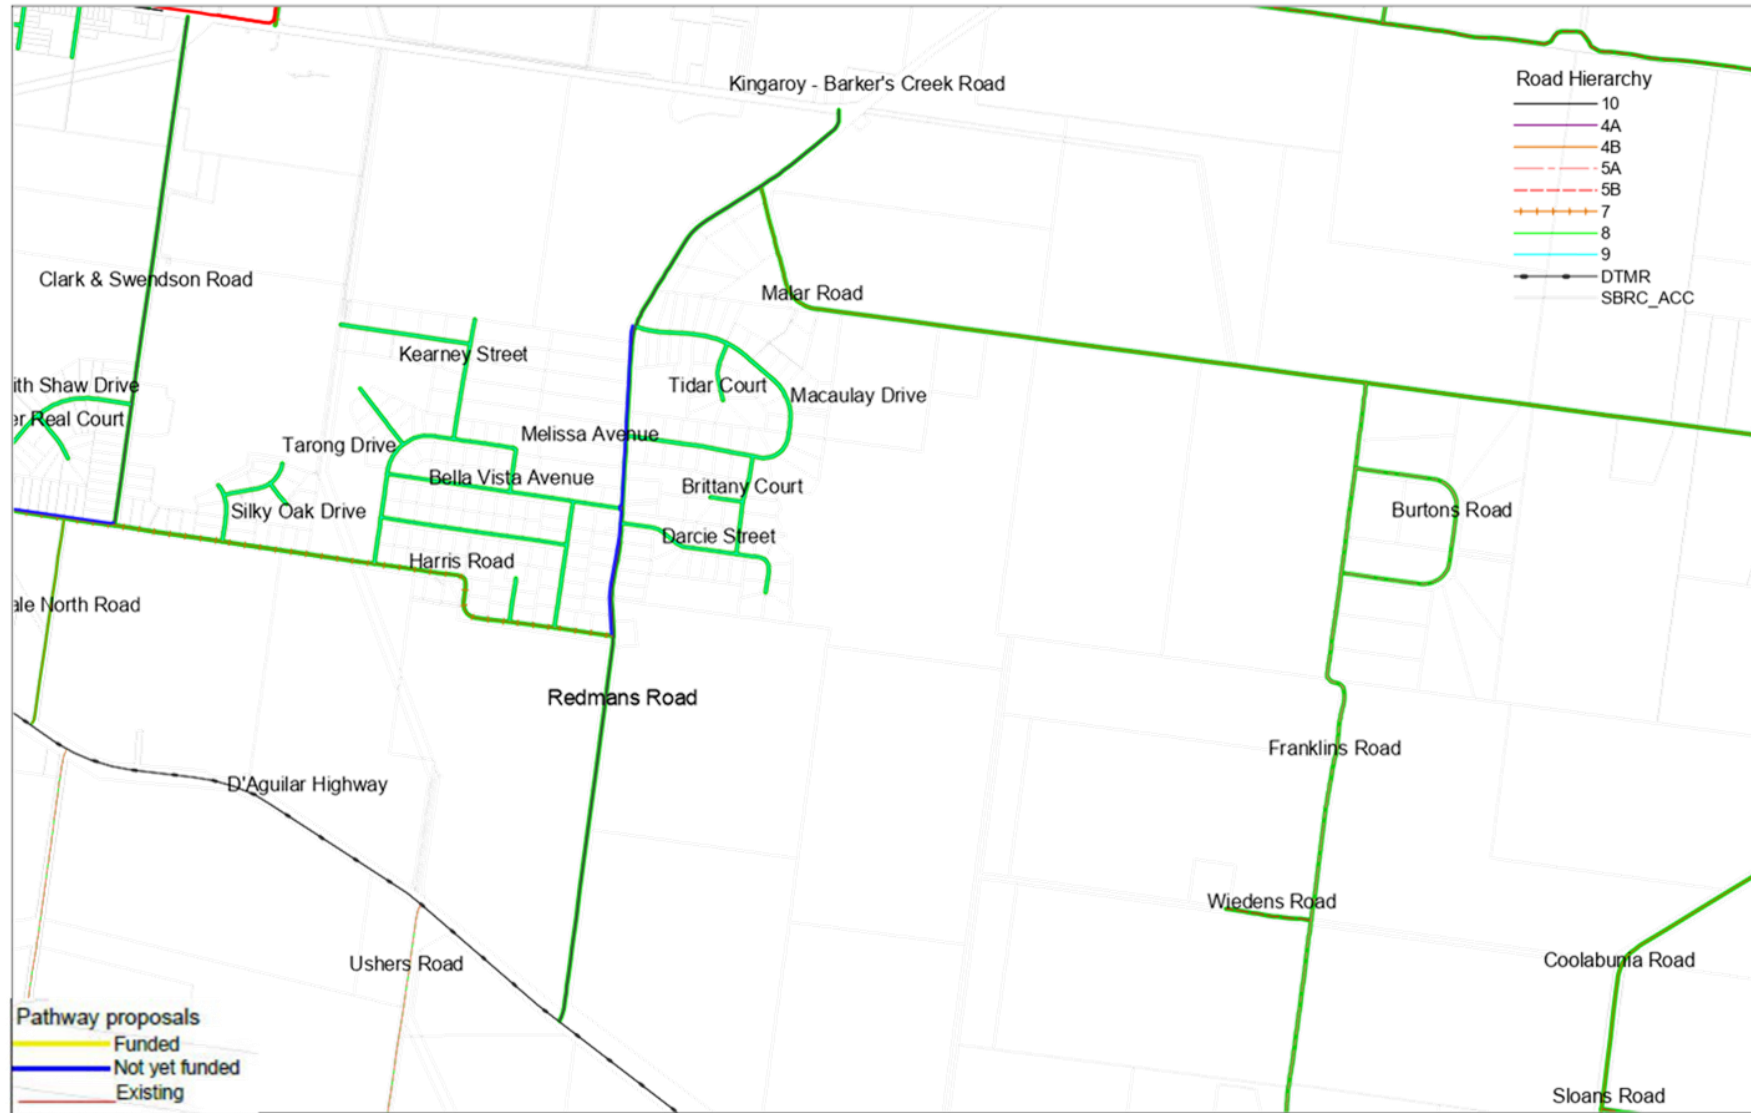 Kingaroy - Barker's Creek Road
Road Hierarchy
10
4A
4B
5A
5B
7
8
9
DTMR
SBRC_ACC
Clark & Swendson Road
Malar Road
Kearney Street
ith Shaw Drive
Tidar Court
Macaulay Drive
er Real Court
Melissa Avenue
Tarong Drive
Bella Vista Avenue
Brittany Court
Silky Oak Drive
Burtons Road
Darcie Street
Harris Road
ale North Road
Redmans Road
Franklins Road
D'Aguilar Highway
Wiedens Road
Ushers Road
Coolabunia Road
Pathway proposals
Funded
Not yet funded
Existing
Sloans Road